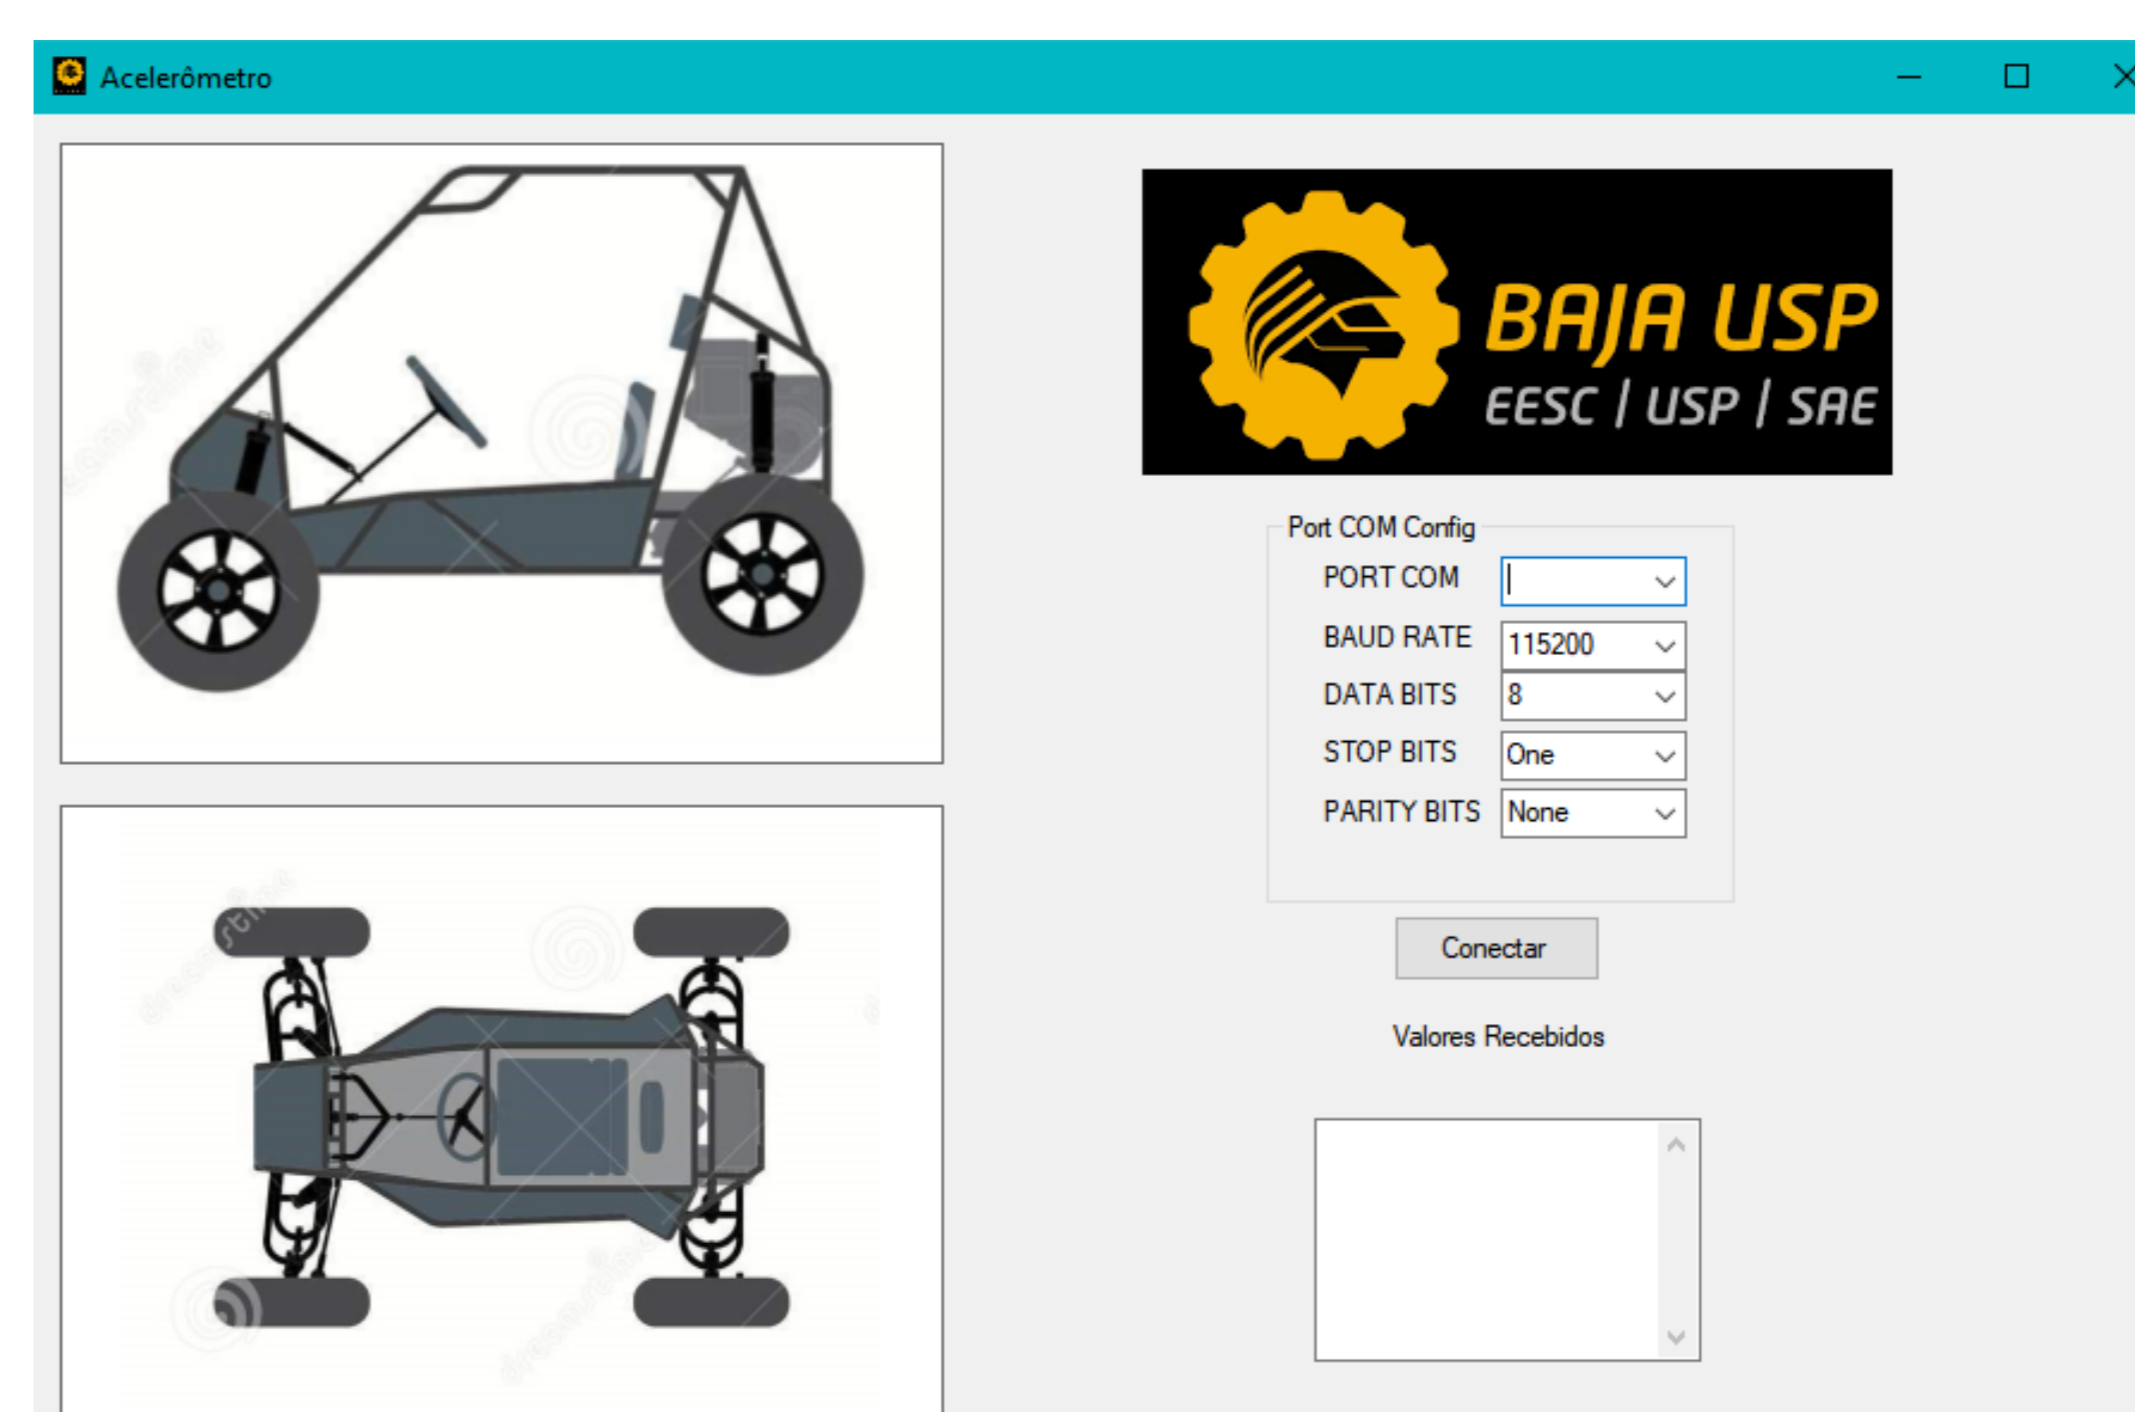 Acelerômetro
BAJA USP
EESC | USP | SAE
Port COM Config
PORT COM
BAUD RATE 115200
DATA BITS 8
STOP BITS One
PARITY BITS None
Conectar
Valores Recebidos
dreamstime